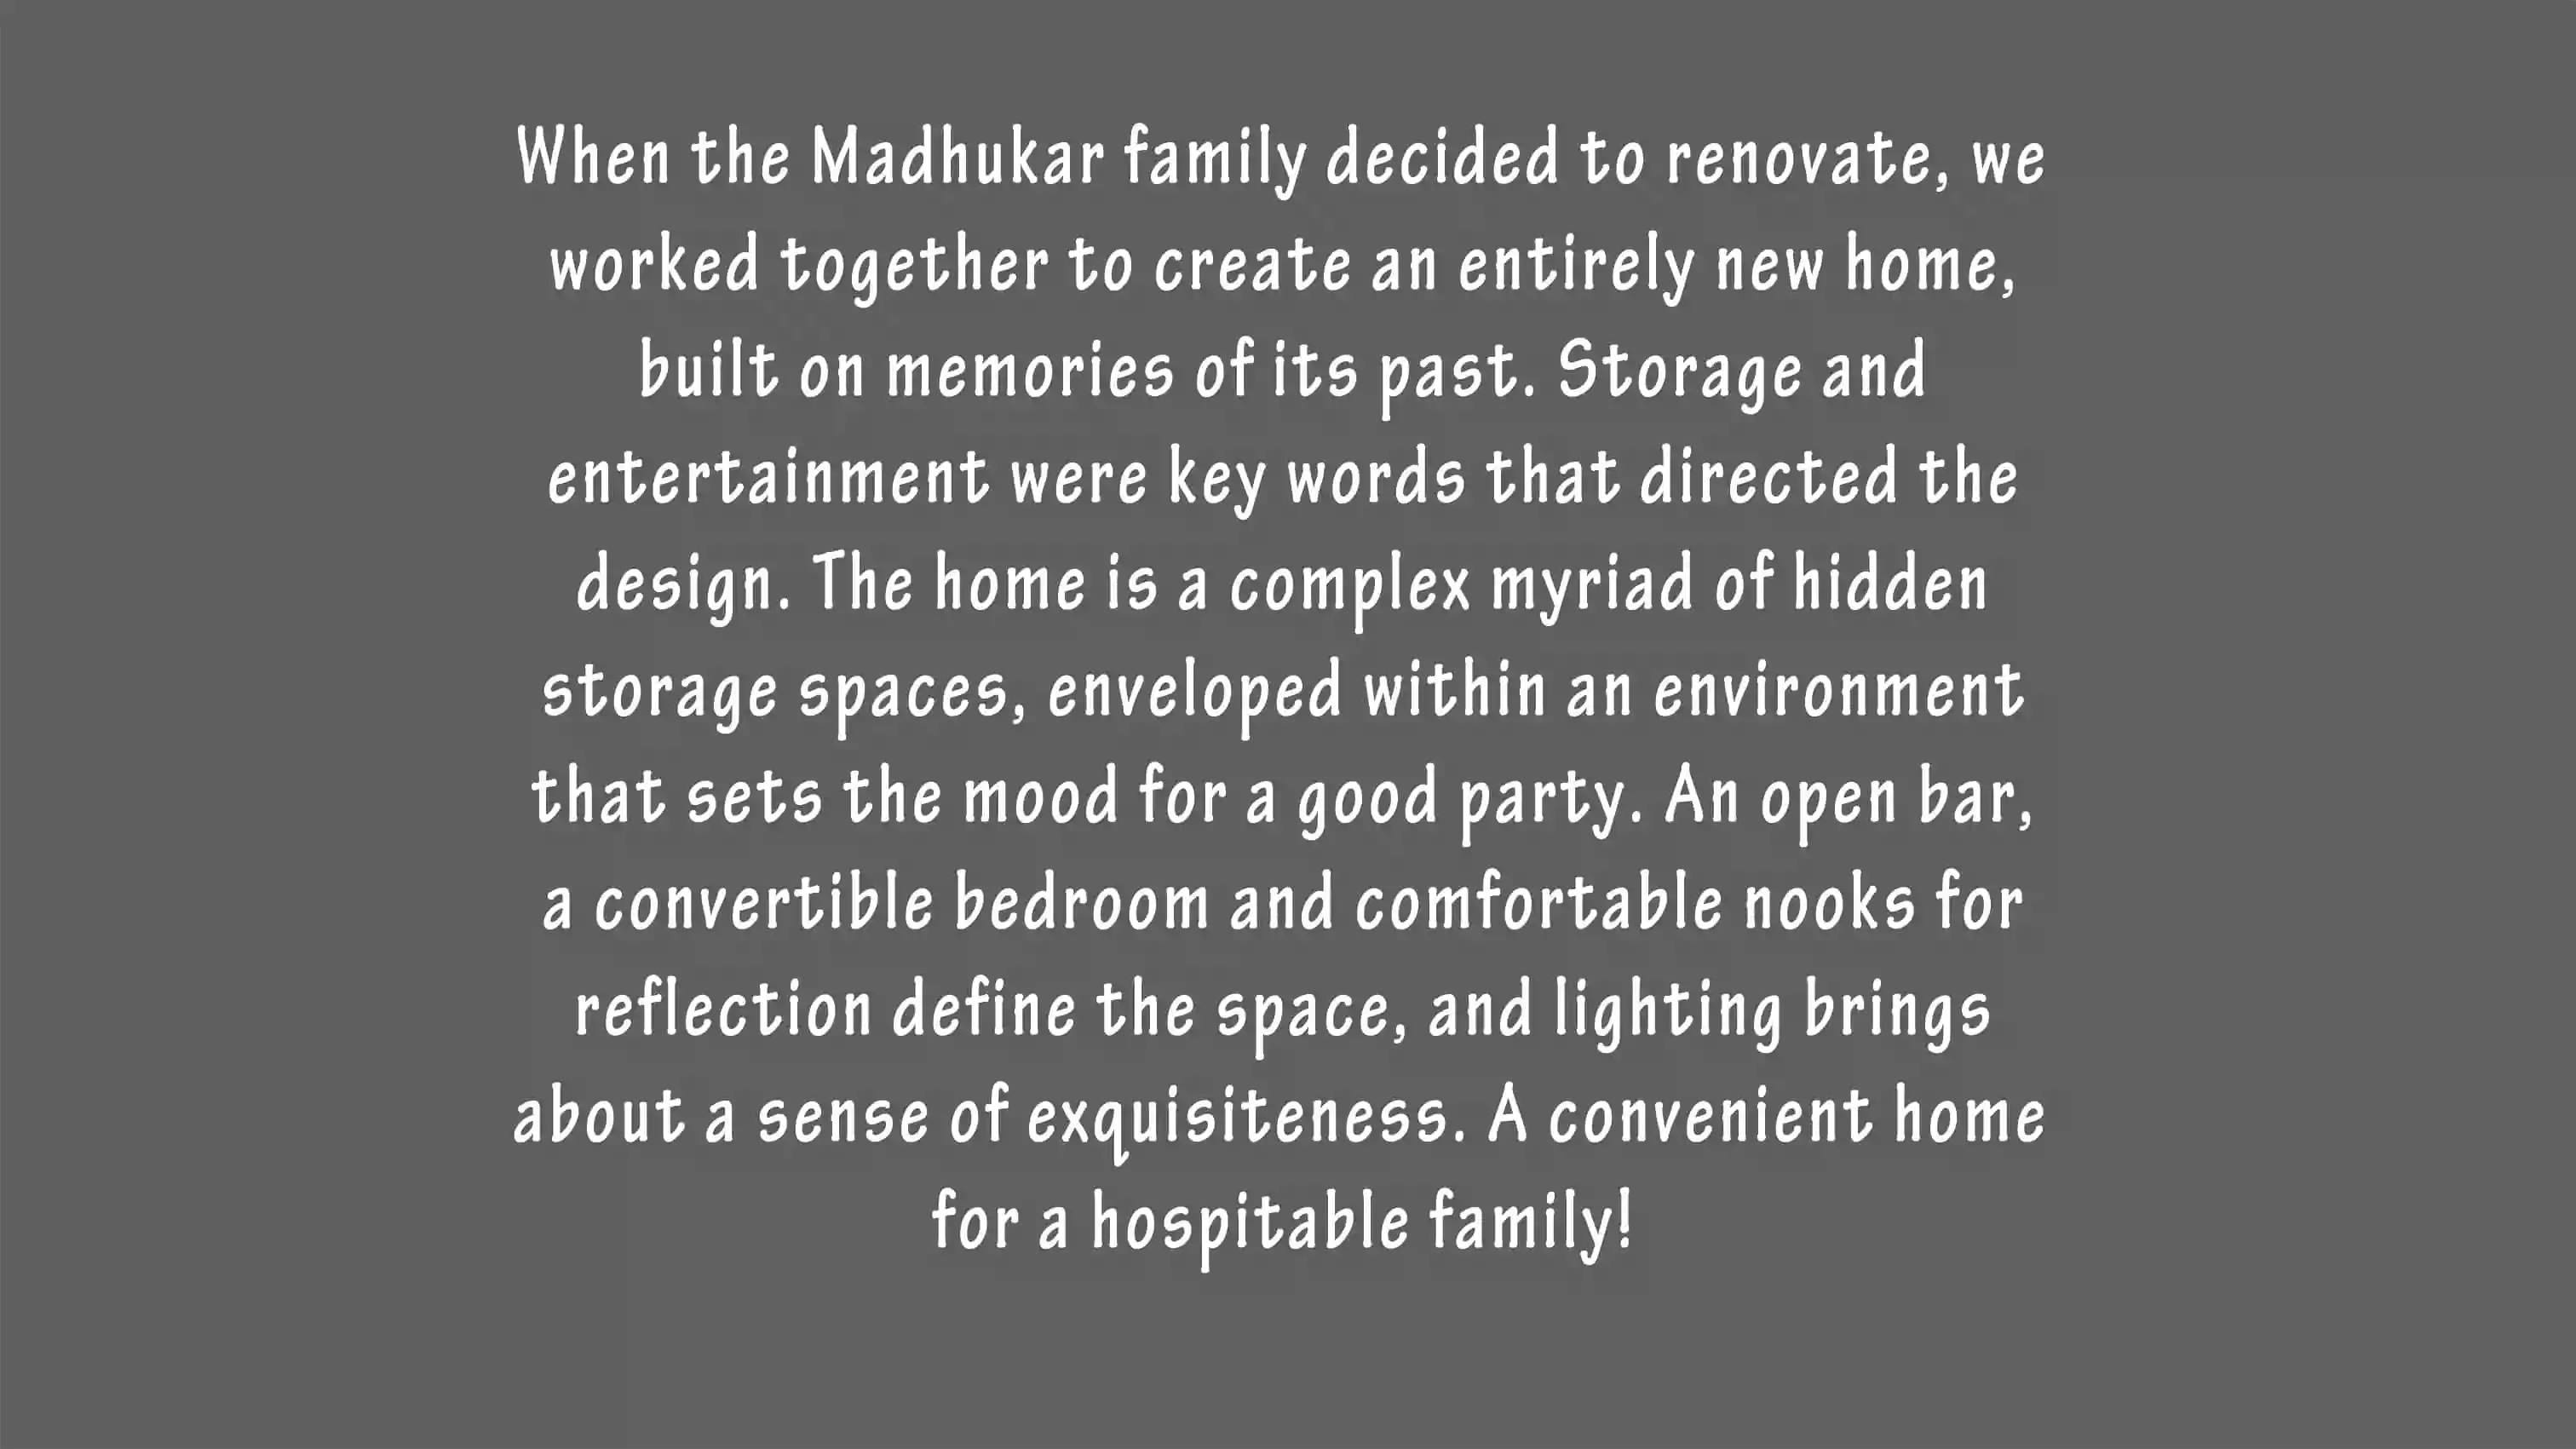 When the Madhukar family decided to renovate, we
worked together to create an entirely new home,
built on memories of its past. Storage and
entertainment were key words that directed the
design. The home is a complex myriad of hidden
storage spaces, enveloped within an environment
that sets the mood for a good party. An open bar,
a convertible bedroom and comfortable nooks for
reflection define the space, and lighting brings
about a sense of exquisiteness. A convenient home
for a hospitable family!